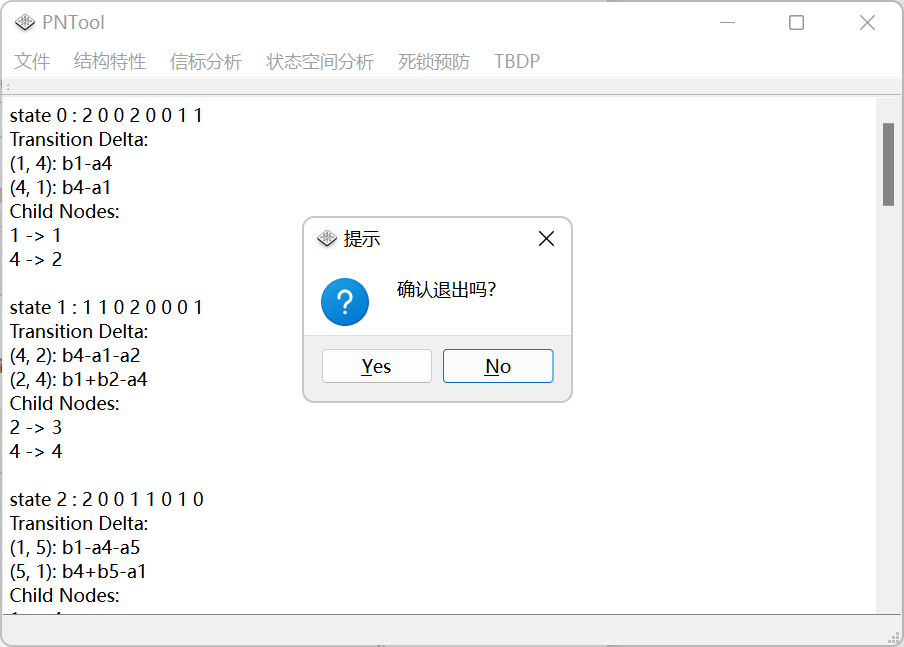 PNTool
文件 结构特性 信标分析 状态空间分析 死锁预防 TBDP
state 0 : 2 0 0 2 0 0 1 1
Transition Delta:
(1, 4): b1-a4
(4, 1): b4-a1
Child Nodes:
1 -> 1
4 -> 2
state 1 : 1 1 0 2 0 0 0 1
Transition Delta:
(4, 2): b4-a1-a2
(2, 4): b1+b2-a4
Child Nodes:
2 -> 3
4 -> 4
state 2 : 2 0 0 1 1 0 1 0
Transition Delta:
(1, 5): b1-a4-a5
(5, 1): b4+b5-a1
Child Nodes:
提示
确认退出吗?
Yes No